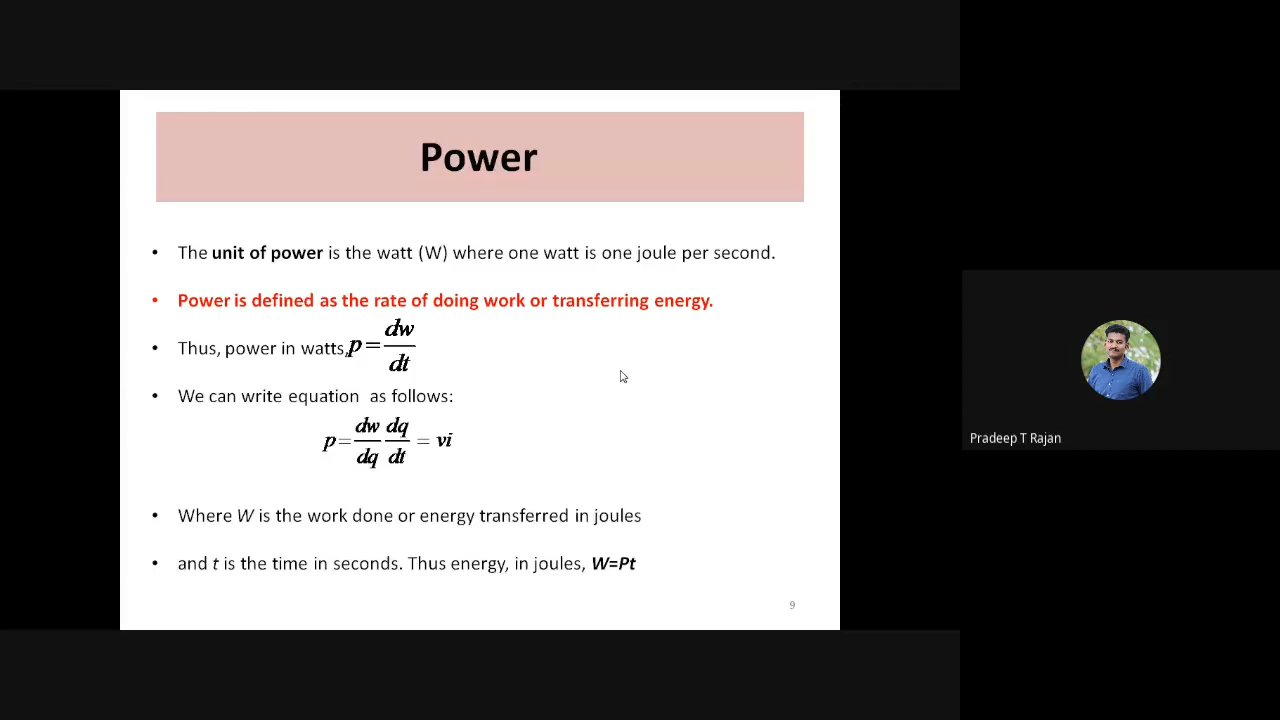 Power
• The unit of power is the watt (W) where one watt is one joule per second.
• Power is defined as the rate of doing work or transferring energy.
• Thus, power in watts, p = dw/dt
• We can write equation as follows:
p = dw/dq dq/dt = vi
• Where W is the work done or energy transferred in joules
• and t is the time in seconds. Thus energy, in joules, W=Pt
9
Pradeep T Rajan